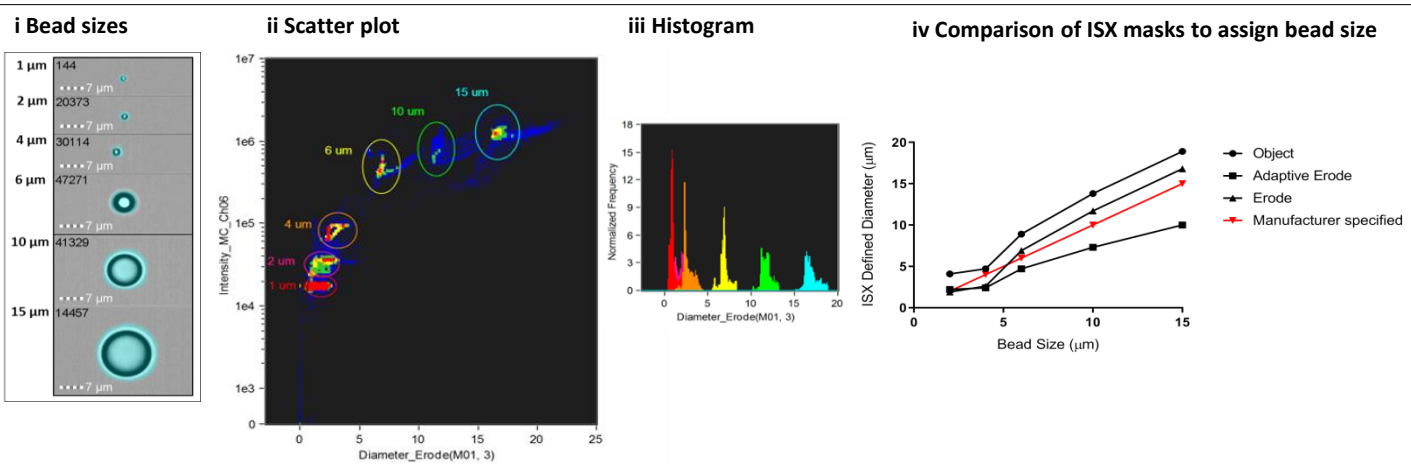 i Bead sizes
1 µm
144
7 µm
2 µm
20373
7 µm
4 µm
30114
7 µm
6 µm
47271
7 µm
10 µm
41329
7 µm
15 µm
14457
7 µm
ii Scatter plot
1e7
1e6
1e5
1e4
1e3
0
Intensity_MC_Ch06
15 um
10 um
6 um
4 um
2 um
1 um
0 5 10 15 20 25
Diameter_Erode(M01, 3)
iii Histogram
18
15
12
9
6
3
0
Normalized Frequency
0 5 10 15 20
Diameter_Erode(M01, 3)
iv Comparison of ISX masks to assign bead size
20
15
10
5
0
ISX Defined Diameter (µm)
0 5 10 15
Bead Size (µm)
Object
Adaptive Erode
Erode
Manufacturer specified